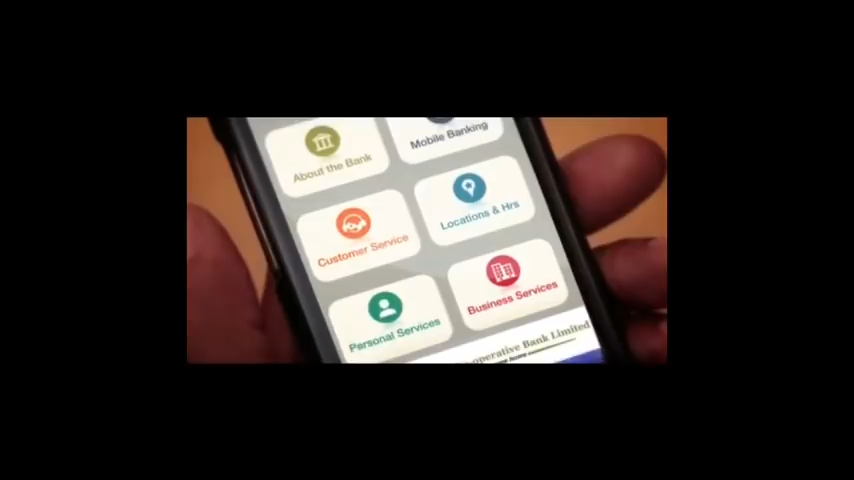 About the Bank
Mobile Banking
Customer Service
Locations & Hrs
Personal Services
Business Services
-operative Bank Limited